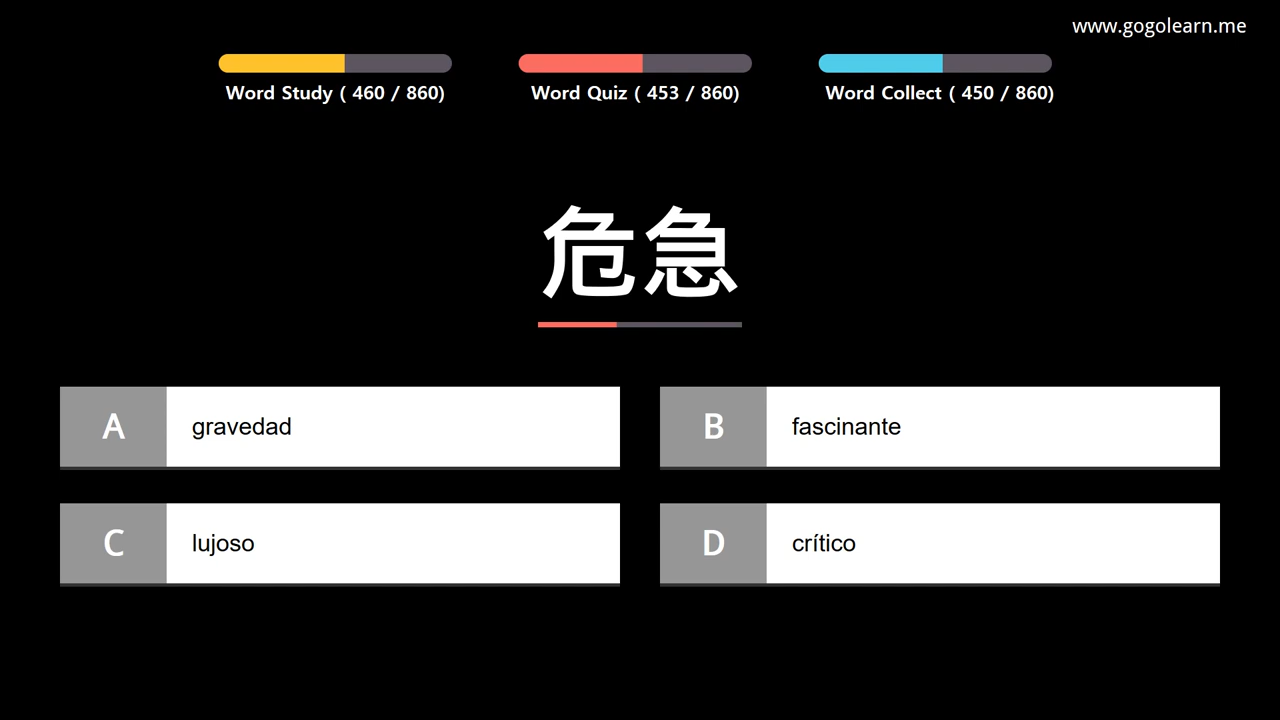 www.gogolearn.me
Word Study ( 460 / 860)
Word Quiz ( 453 / 860)
Word Collect ( 450 / 860)
危急
A gravedad
B fascinante
C lujoso
D crítico